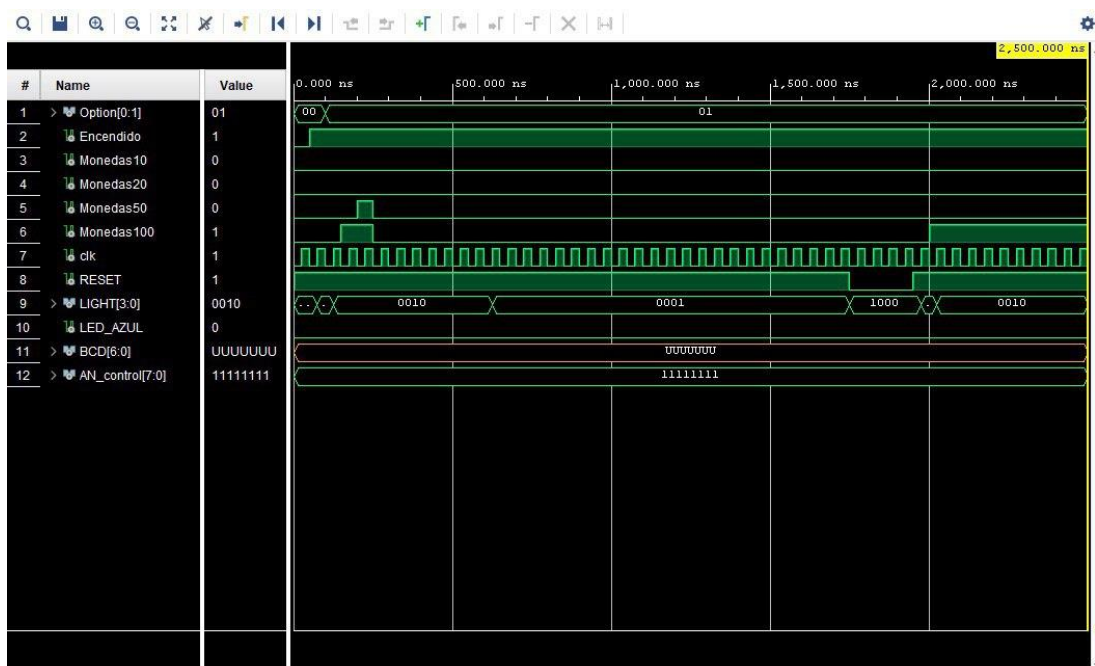 2,500.000 ns
# Name Value 0.000 ns 500.000 ns 1,000.000 ns 1,500.000 ns 2,000.000 ns
1 > Option[0:1] 01 00 01
2 Encendido 1
3 Monedas10 0
4 Monedas20 0
5 Monedas50 0
6 Monedas100 1
7 clk 1
8 RESET 1
9 > LIGHT[3:0] 0010 .. . 0010 0001 1000 . 0010
10 LED_AZUL 0
11 > BCD[6:0] UUUUUUU UUUUUUU
12 > AN_control[7:0] 11111111 11111111